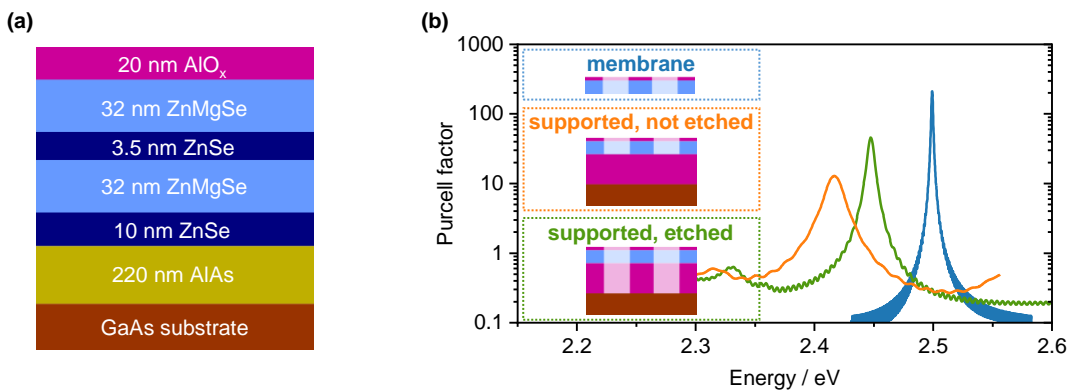 (a)
20 nm AlOₓ
32 nm ZnMgSe
3.5 nm ZnSe
32 nm ZnMgSe
10 nm ZnSe
220 nm AlAs
GaAs substrate
(b)
1000
100
10
1
0.1
Purcell factor
membrane
supported, not etched
supported, etched
2.2
2.3
2.4
2.5
2.6
Energy / eV